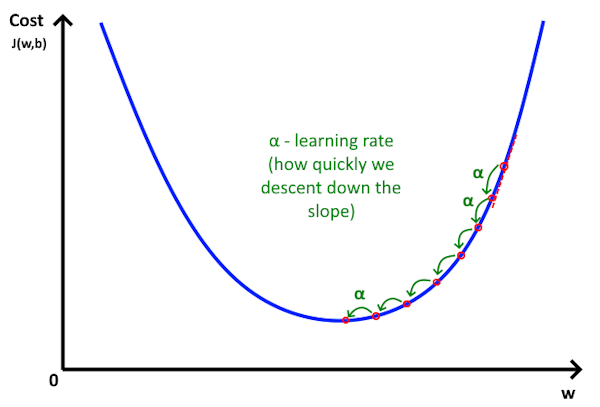 Cost
J(w,b)
α - learning rate
(how quickly we
descent down the
slope)
α
α
α
0
w